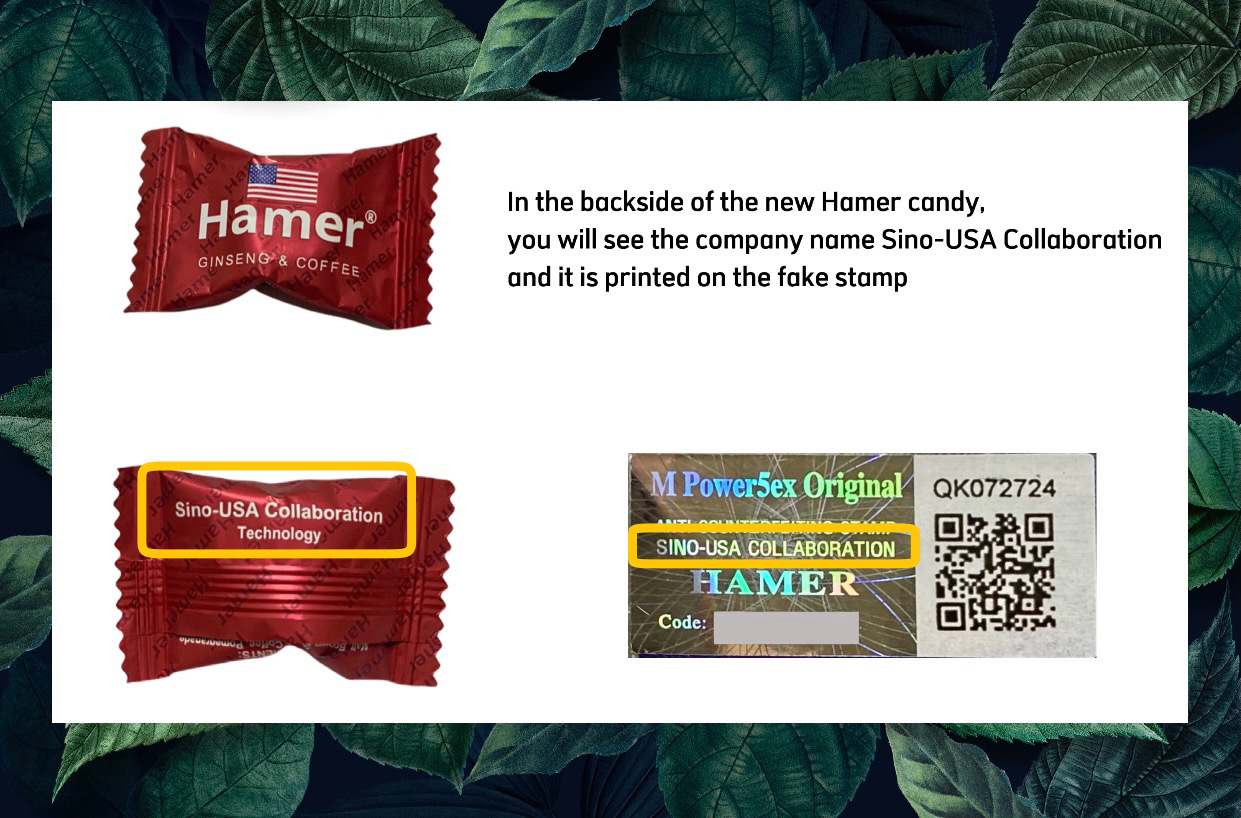 Hamer®
GINSENG & COFFEE
In the backside of the new Hamer candy,
you will see the company name Sino-USA Collaboration
and it is printed on the fake stamp
Sino-USA Collaboration
Technology
M Power5ex Original
ANTI-COUNTERFEITING STAMP
SINO-USA COLLABORATION
HAMER
Code:
QK072724